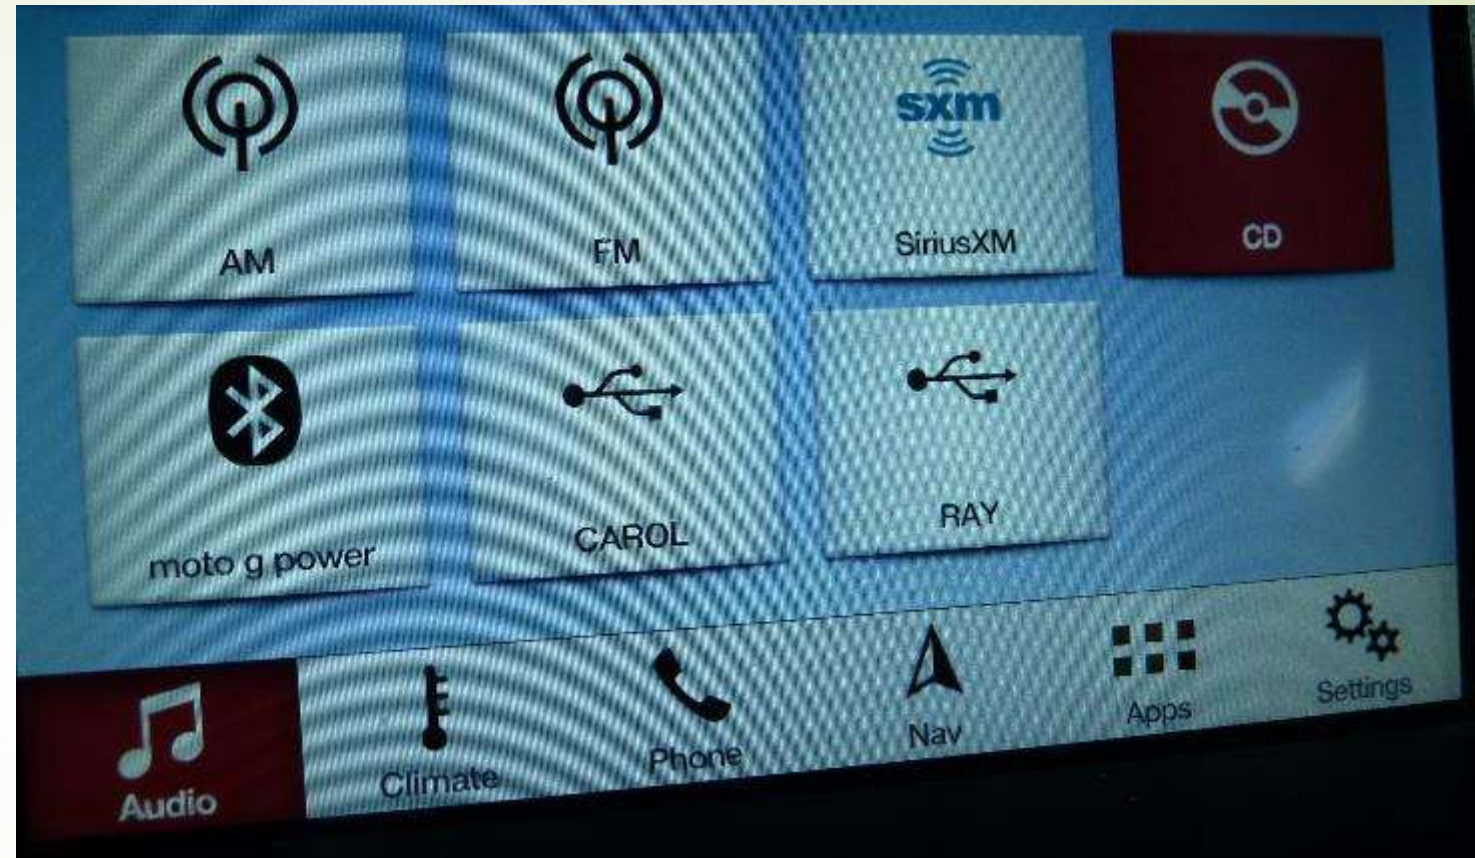 AM
FM
sxm
SiriusXM
CD
moto g power
CAROL
RAY
Audio
Climate
Phone
Nav
Apps
Settings